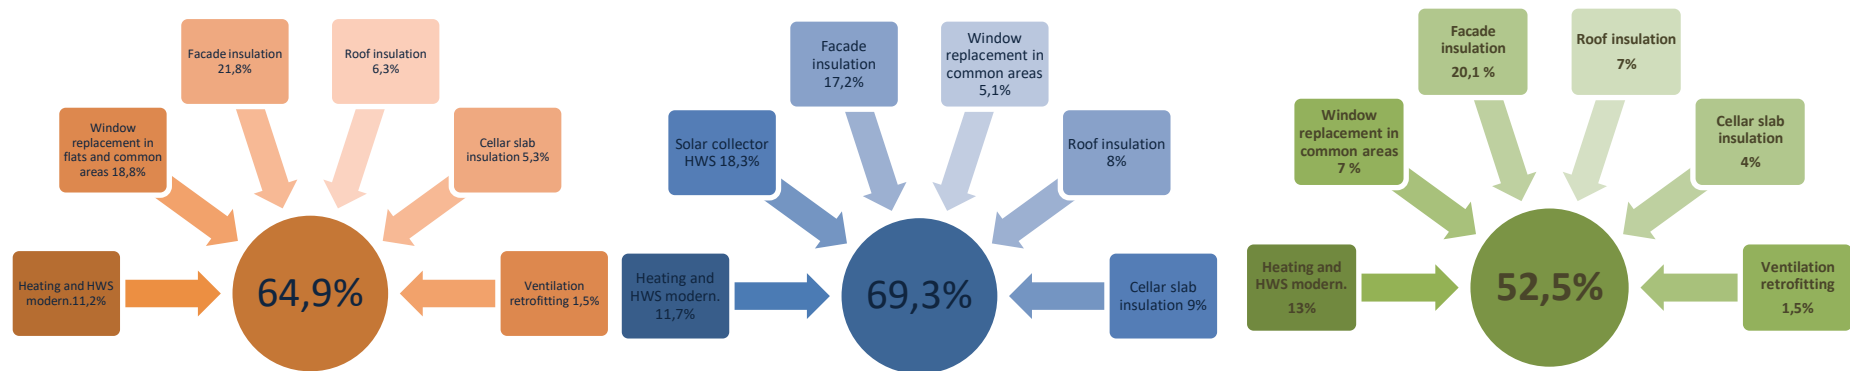 Facade insulation
21,8%
Roof insulation
6,3%
Window
replacement in
flats and common
areas 18,8%
Cellar slab
insulation 5,3%
Heating and HWS
modern.11,2%
64,9%
Ventilation
retrofitting 1,5%
Facade
insulation
17,2%
Window
replacement in
common areas
5,1%
Solar collector
HWS 18,3%
Roof insulation
8%
Heating and
HWS modern.
11,7%
69,3%
Cellar slab
insulation 9%
Facade
insulation
20,1 %
Roof insulation
7%
Window
replacement in
common areas
7 %
Cellar slab
insulation
4%
Heating and
HWS modern.
13%
52,5%
Ventilation
retrofitting
1,5%